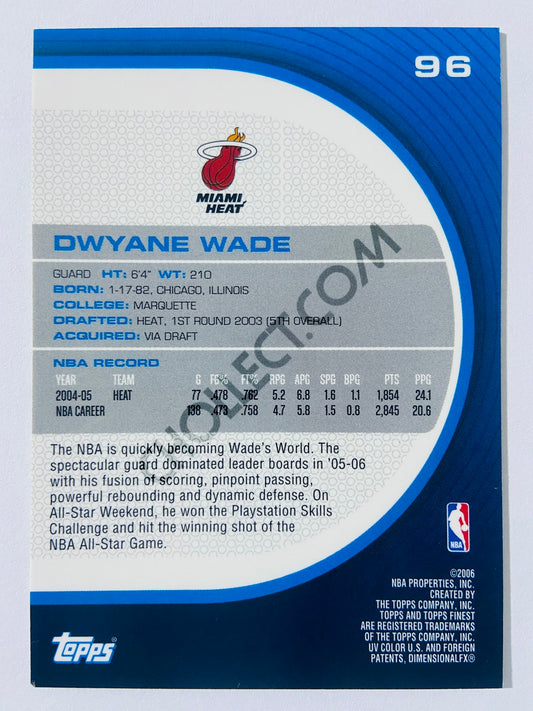 96
MIAMI
HEAT
DWYANE WADE
GUARD HT: 6'4" WT: 210
BORN: 1-17-82, CHICAGO, ILLINOIS
COLLEGE: MARQUETTE
DRAFTED: HEAT, 1ST ROUND 2003 (5TH OVERALL)
ACQUIRED: VIA DRAFT
NBA RECORD
YEAR TEAM G FG% FT% RPG APG SPG BPG PTS PPG
2004-05 HEAT 77 .478 .762 5.2 6.8 1.6 1.1 1,854 24.1
NBA CAREER 138 .473 .758 4.7 5.8 1.5 0.8 2,845 20.6
The NBA is quickly becoming Wade's World. The
spectacular guard dominated leader boards in '05-06
with his fusion of scoring, pinpoint passing,
powerful rebounding and dynamic defense. On
All-Star Weekend, he won the Playstation Skills
Challenge and hit the winning shot of the
NBA All-Star Game.
NBA
©2006
NBA PROPERTIES, INC.
CREATED BY
THE TOPPS COMPANY, INC.
TOPPS AND TOPPS FINEST
ARE REGISTERED TRADEMARKS
OF THE TOPPS COMPANY, INC.
UV COLOR U.S. AND FOREIGN
PATENTS, DIMENSIONALFX®
topps®